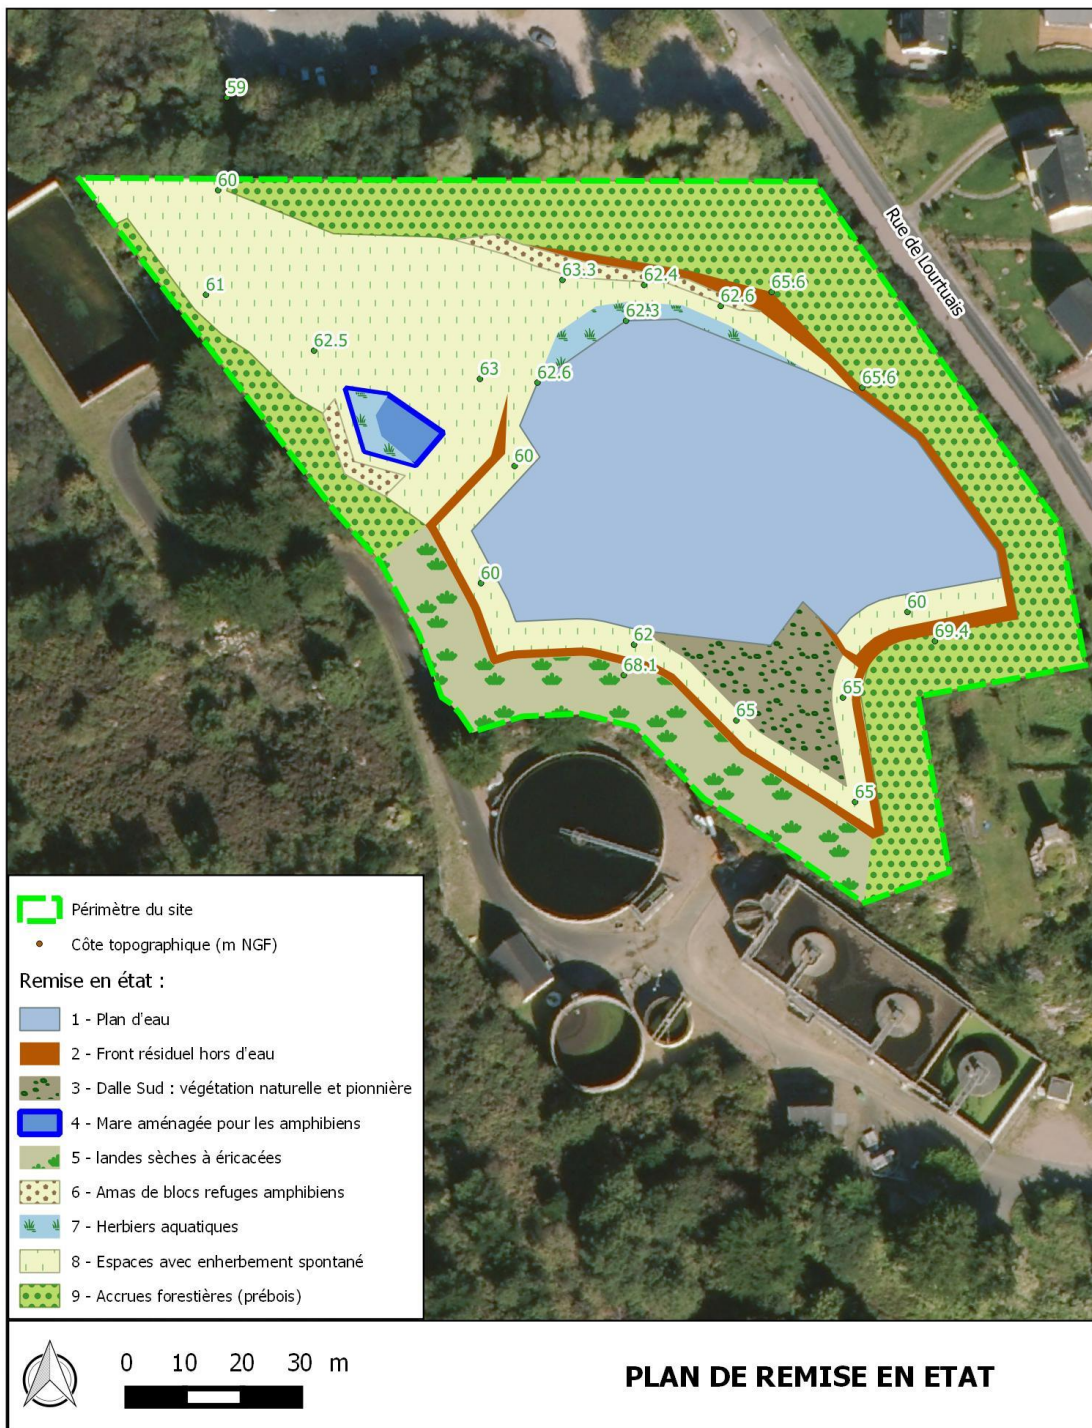 59
60
Rue de Lourtuais
61
63.3
62.4
65.6
62.6
62.3
62.5
63
62.6
65.6
60
60
60
62
69.4
68.1
65
65
65
Périmètre du site
Côte topographique (m NGF)
Remise en état :
1 - Plan d'eau
2 - Front résiduel hors d'eau
3 - Dalle Sud : végétation naturelle et pionnière
4 - Mare aménagée pour les amphibiens
5 - landes sèches à éricacées
6 - Amas de blocs refuges amphibiens
7 - Herbiers aquatiques
8 - Espaces avec enherbement spontané
9 - Accrues forestières (prébois)
0 10 20 30 m
PLAN DE REMISE EN ETAT